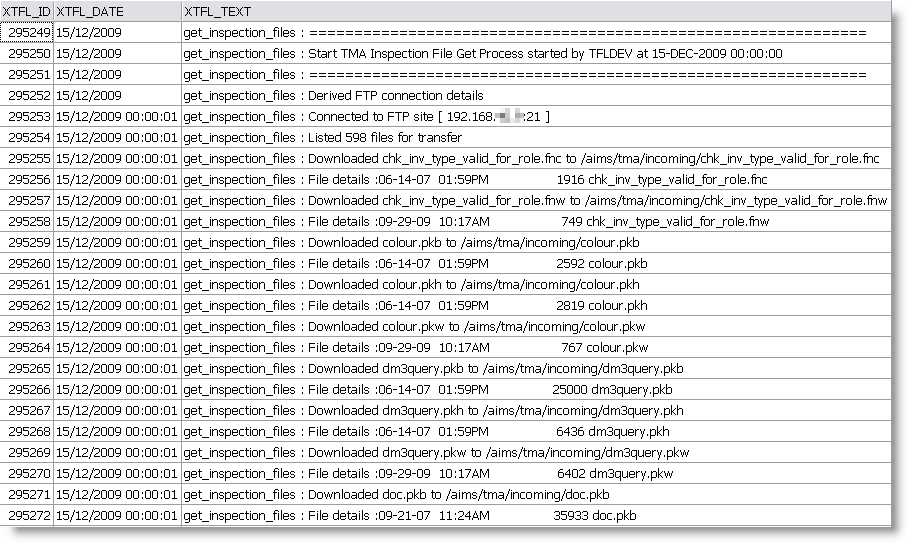 XTFL_ID XTFL_DATE XTFL_TEXT
295249 15/12/2009 get_inspection_files : ==============================================================
295250 15/12/2009 get_inspection_files : Start TMA Inspection File Get Process started by TFLDEV at 15-DEC-2009 00:00:00
295251 15/12/2009 get_inspection_files : ==============================================================
295252 15/12/2009 get_inspection_files : Derived FTP connection details
295253 15/12/2009 00:00:01 get_inspection_files : Connected to FTP site [ 192.168. :21 ]
295254 15/12/2009 00:00:01 get_inspection_files : Listed 598 files for transfer
295255 15/12/2009 00:00:01 get_inspection_files : Downloaded chk_inv_type_valid_for_role.fnc to /aims/tma/incoming/chk_inv_type_valid_for_role.fnc
295256 15/12/2009 00:00:01 get_inspection_files : File details :06-14-07 01:59PM 1916 chk_inv_type_valid_for_role.fnc
295257 15/12/2009 00:00:01 get_inspection_files : Downloaded chk_inv_type_valid_for_role.fnw to /aims/tma/incoming/chk_inv_type_valid_for_role.fnw
295258 15/12/2009 00:00:01 get_inspection_files : File details :09-29-09 10:17AM 749 chk_inv_type_valid_for_role.fnw
295259 15/12/2009 00:00:01 get_inspection_files : Downloaded colour.pkb to /aims/tma/incoming/colour.pkb
295260 15/12/2009 00:00:01 get_inspection_files : File details :06-14-07 01:59PM 2592 colour.pkb
295261 15/12/2009 00:00:01 get_inspection_files : Downloaded colour.pkh to /aims/tma/incoming/colour.pkh
295262 15/12/2009 00:00:01 get_inspection_files : File details :06-14-07 01:59PM 2819 colour.pkh
295263 15/12/2009 00:00:01 get_inspection_files : Downloaded colour.pkw to /aims/tma/incoming/colour.pkw
295264 15/12/2009 00:00:01 get_inspection_files : File details :09-29-09 10:17AM 767 colour.pkw
295265 15/12/2009 00:00:01 get_inspection_files : Downloaded dm3query.pkb to /aims/tma/incoming/dm3query.pkb
295266 15/12/2009 00:00:01 get_inspection_files : File details :06-14-07 01:59PM 25000 dm3query.pkb
295267 15/12/2009 00:00:01 get_inspection_files : Downloaded dm3query.pkh to /aims/tma/incoming/dm3query.pkh
295268 15/12/2009 00:00:01 get_inspection_files : File details :06-14-07 01:59PM 6436 dm3query.pkh
295269 15/12/2009 00:00:01 get_inspection_files : Downloaded dm3query.pkw to /aims/tma/incoming/dm3query.pkw
295270 15/12/2009 00:00:01 get_inspection_files : File details :09-29-09 10:17AM 6402 dm3query.pkw
295271 15/12/2009 00:00:01 get_inspection_files : Downloaded doc.pkb to /aims/tma/incoming/doc.pkb
295272 15/12/2009 00:00:01 get_inspection_files : File details :09-21-07 11:24AM 35933 doc.pkb